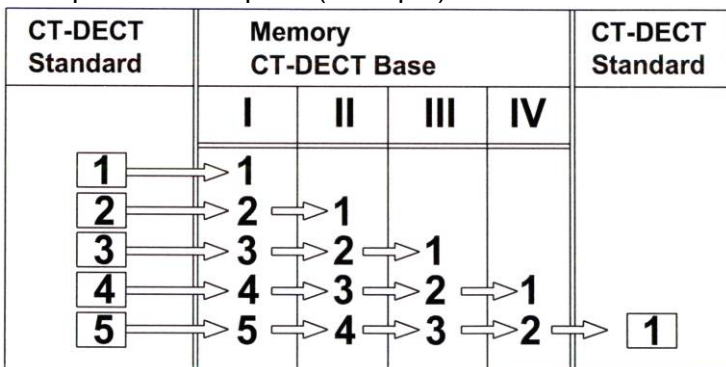 CT-DECT Memory CT-DECT
Standard CT-DECT Base Standard
I II III IV
1 1
2 2 1
3 3 2 1
4 4 3 2 1
5 5 4 3 2 1